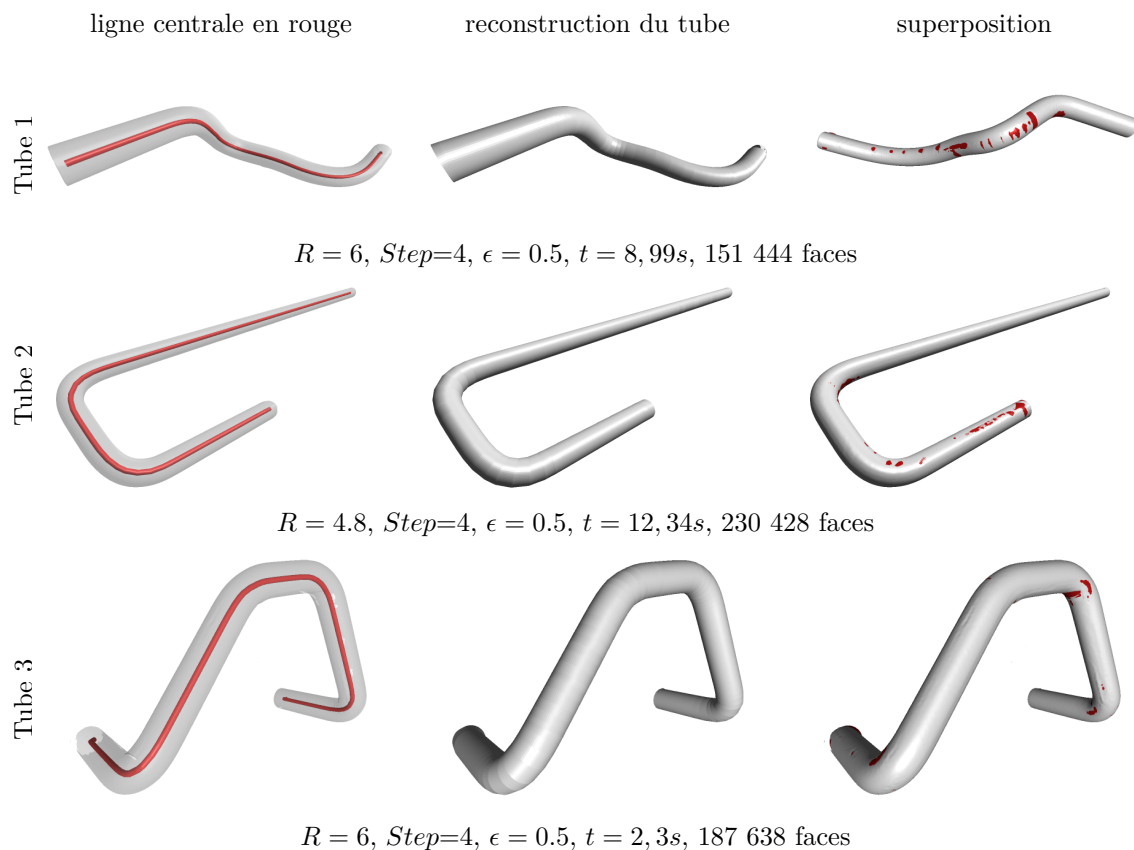 ligne centrale en rouge
reconstruction du tube
superposition
Tube 1
R = 6, Step=4, ϵ = 0.5, t = 8, 99s, 151 444 faces
Tube 2
R = 4.8, Step=4, ϵ = 0.5, t = 12, 34s, 230 428 faces
Tube 3
R = 6, Step=4, ϵ = 0.5, t = 2, 3s, 187 638 faces